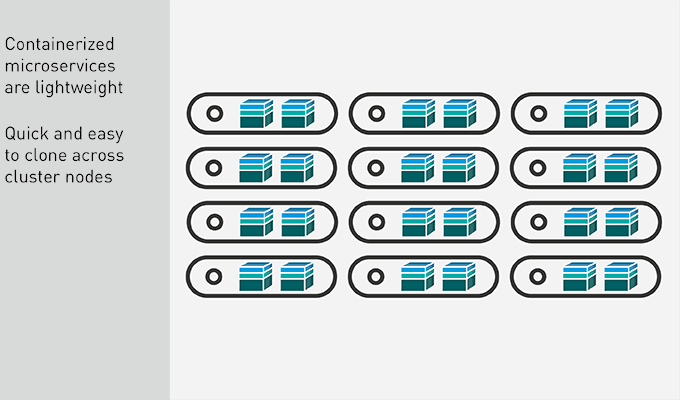 Containerized
microservices
are lightweight
Quick and easy
to clone across
cluster nodes